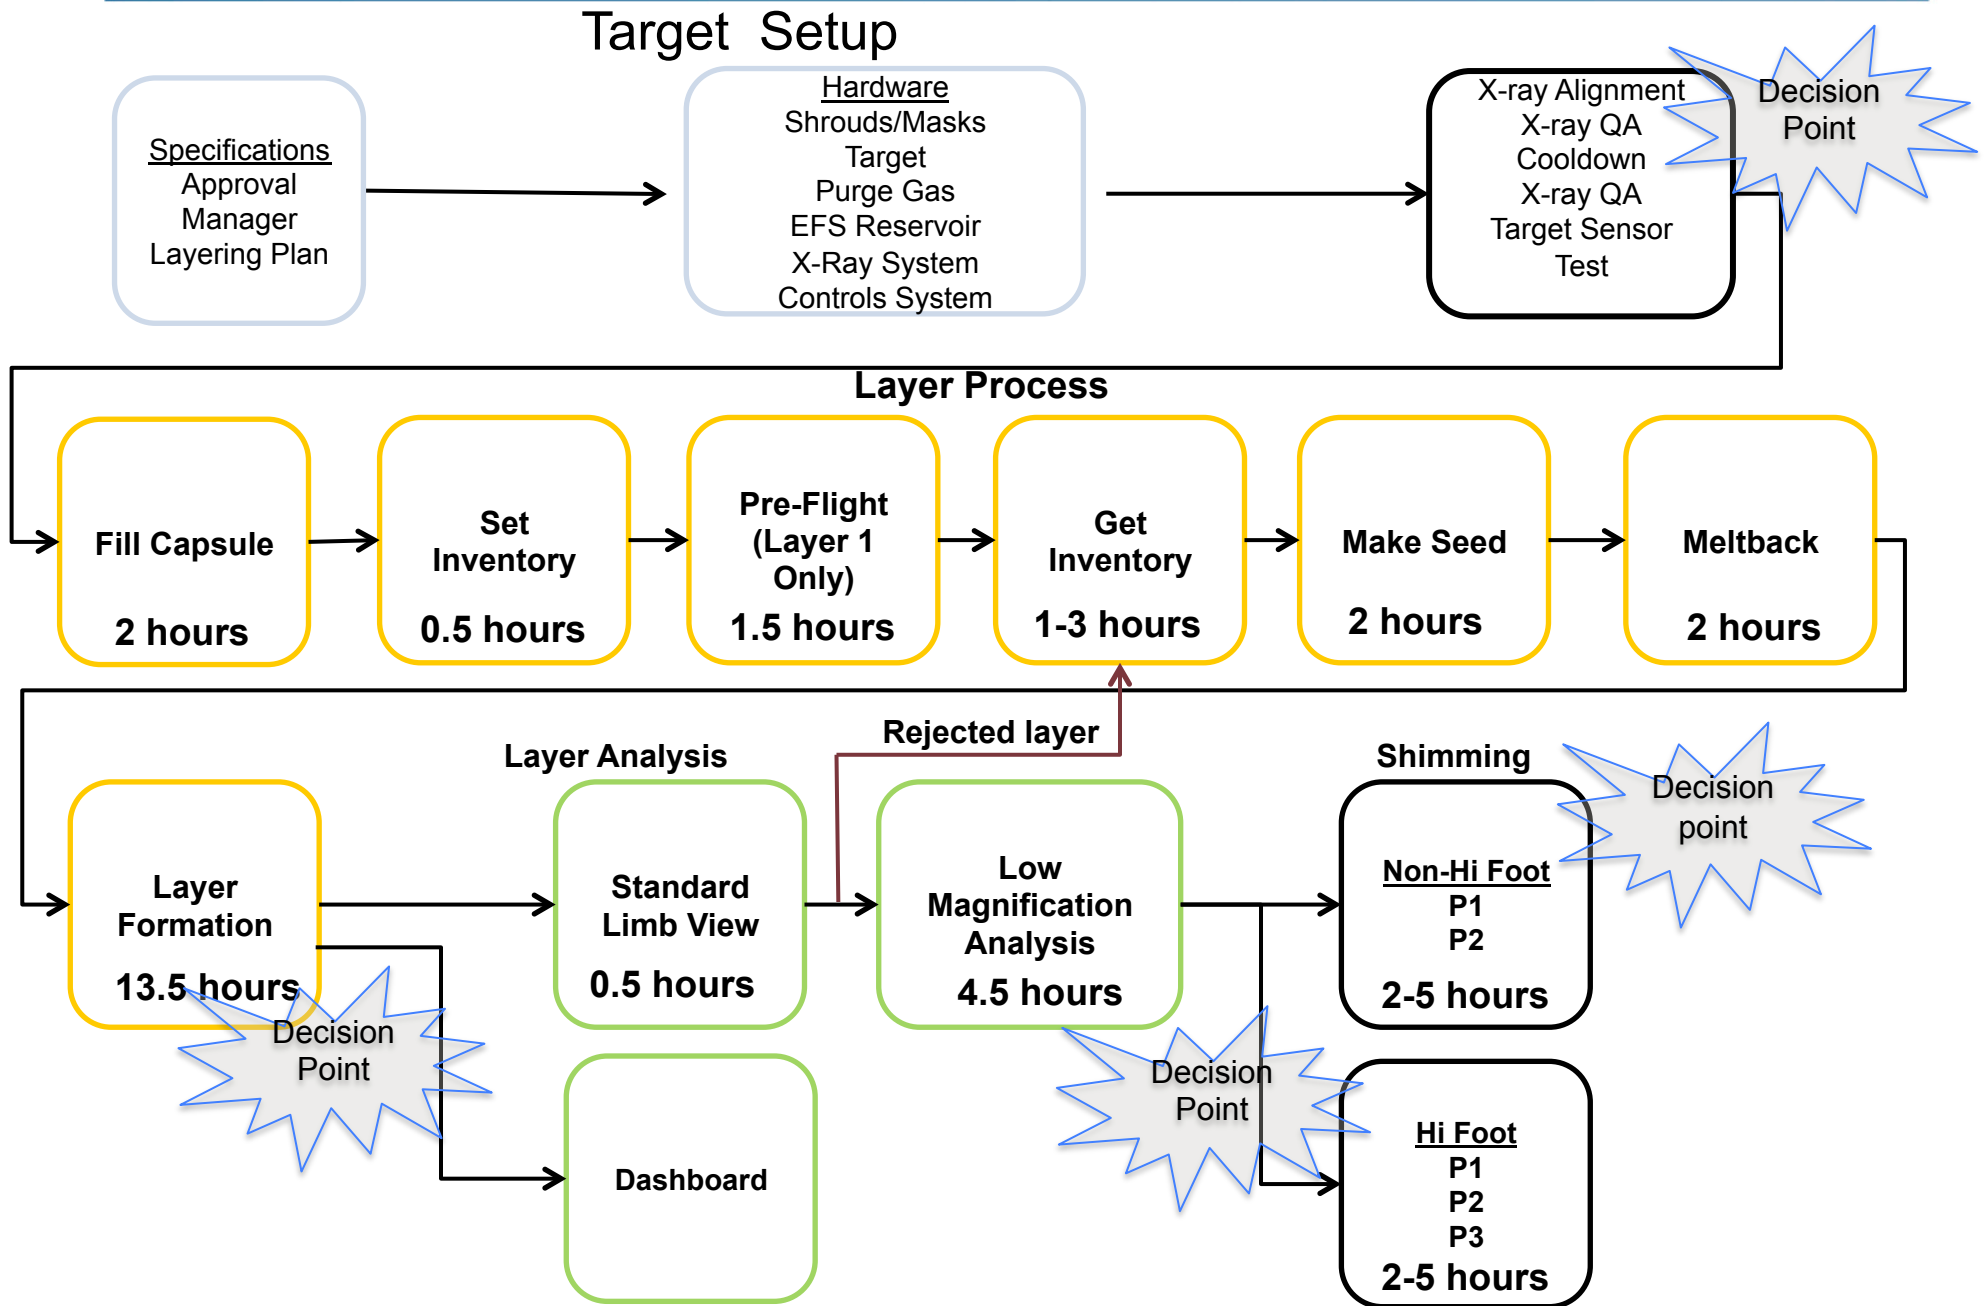 Target Setup
Specifications
Approval
Manager
Layering Plan
Hardware
Shrouds/Masks
Target
Purge Gas
EFS Reservoir
X-Ray System
Controls System
X-ray Alignment
X-ray QA
Cooldown
X-ray QA
Target Sensor
Test
Decision
Point
Layer Process
Fill Capsule
2 hours
Set
Inventory
0.5 hours
Pre-Flight
(Layer 1
Only)
1.5 hours
Get
Inventory
1-3 hours
Make Seed
2 hours
Meltback
2 hours
Rejected layer
Layer Analysis
Shimming
Layer
Formation
13.5 hours
Decision
Point
Standard
Limb View
0.5 hours
Low
Magnification
Analysis
4.5 hours
Decision
Point
Non-Hi Foot
P1
P2
2-5 hours
Decision
point
Dashboard
Hi Foot
P1
P2
P3
2-5 hours